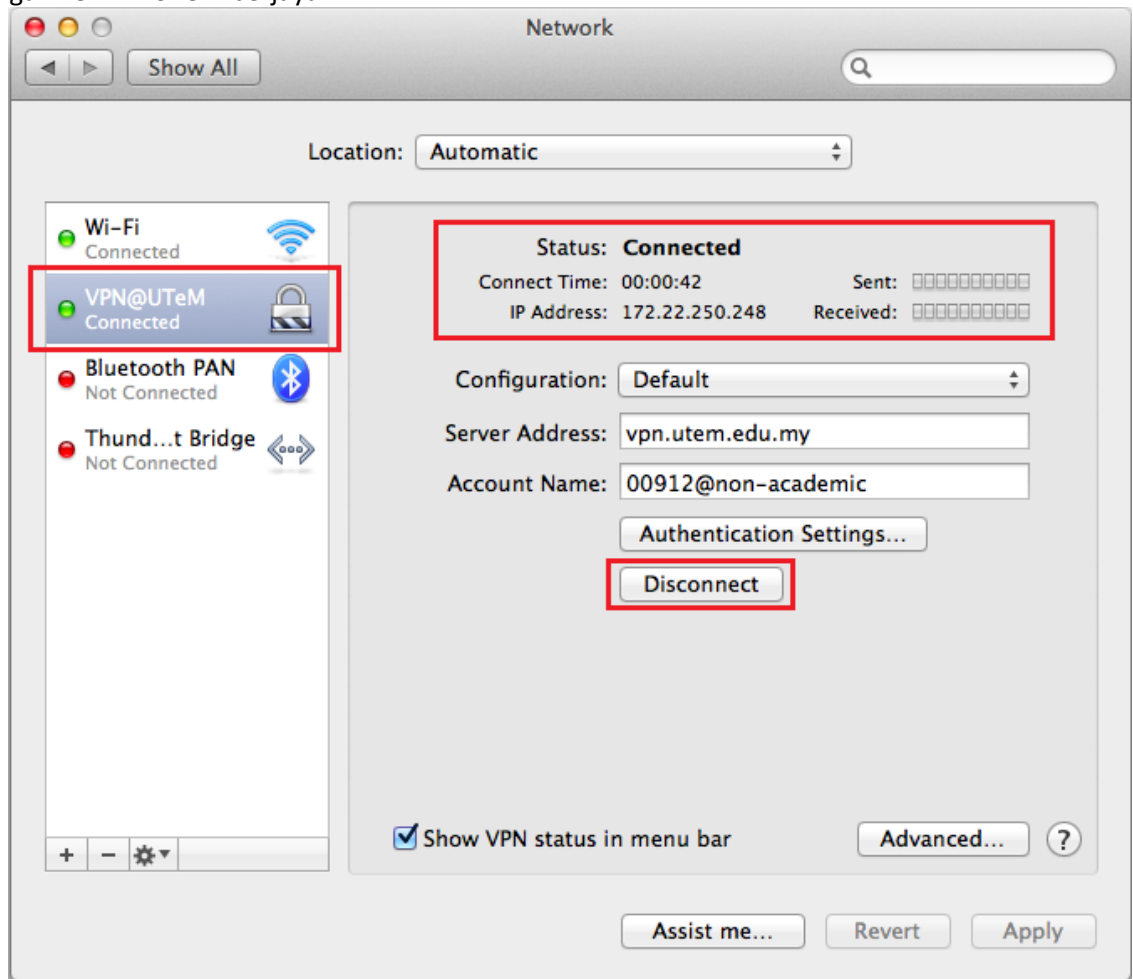 Network
Show All
Location: Automatic
Wi-Fi
Connected
VPN@UTeM
Connected
Bluetooth PAN
Not Connected
Thund...t Bridge
Not Connected
Status: Connected
Connect Time: 00:00:42 Sent:
IP Address: 172.22.250.248 Received:
Configuration: Default
Server Address: vpn.utem.edu.my
Account Name: 00912@non-academic
Authentication Settings...
Disconnect
Show VPN status in menu bar
Advanced... ?
+ -
Assist me... Revert Apply